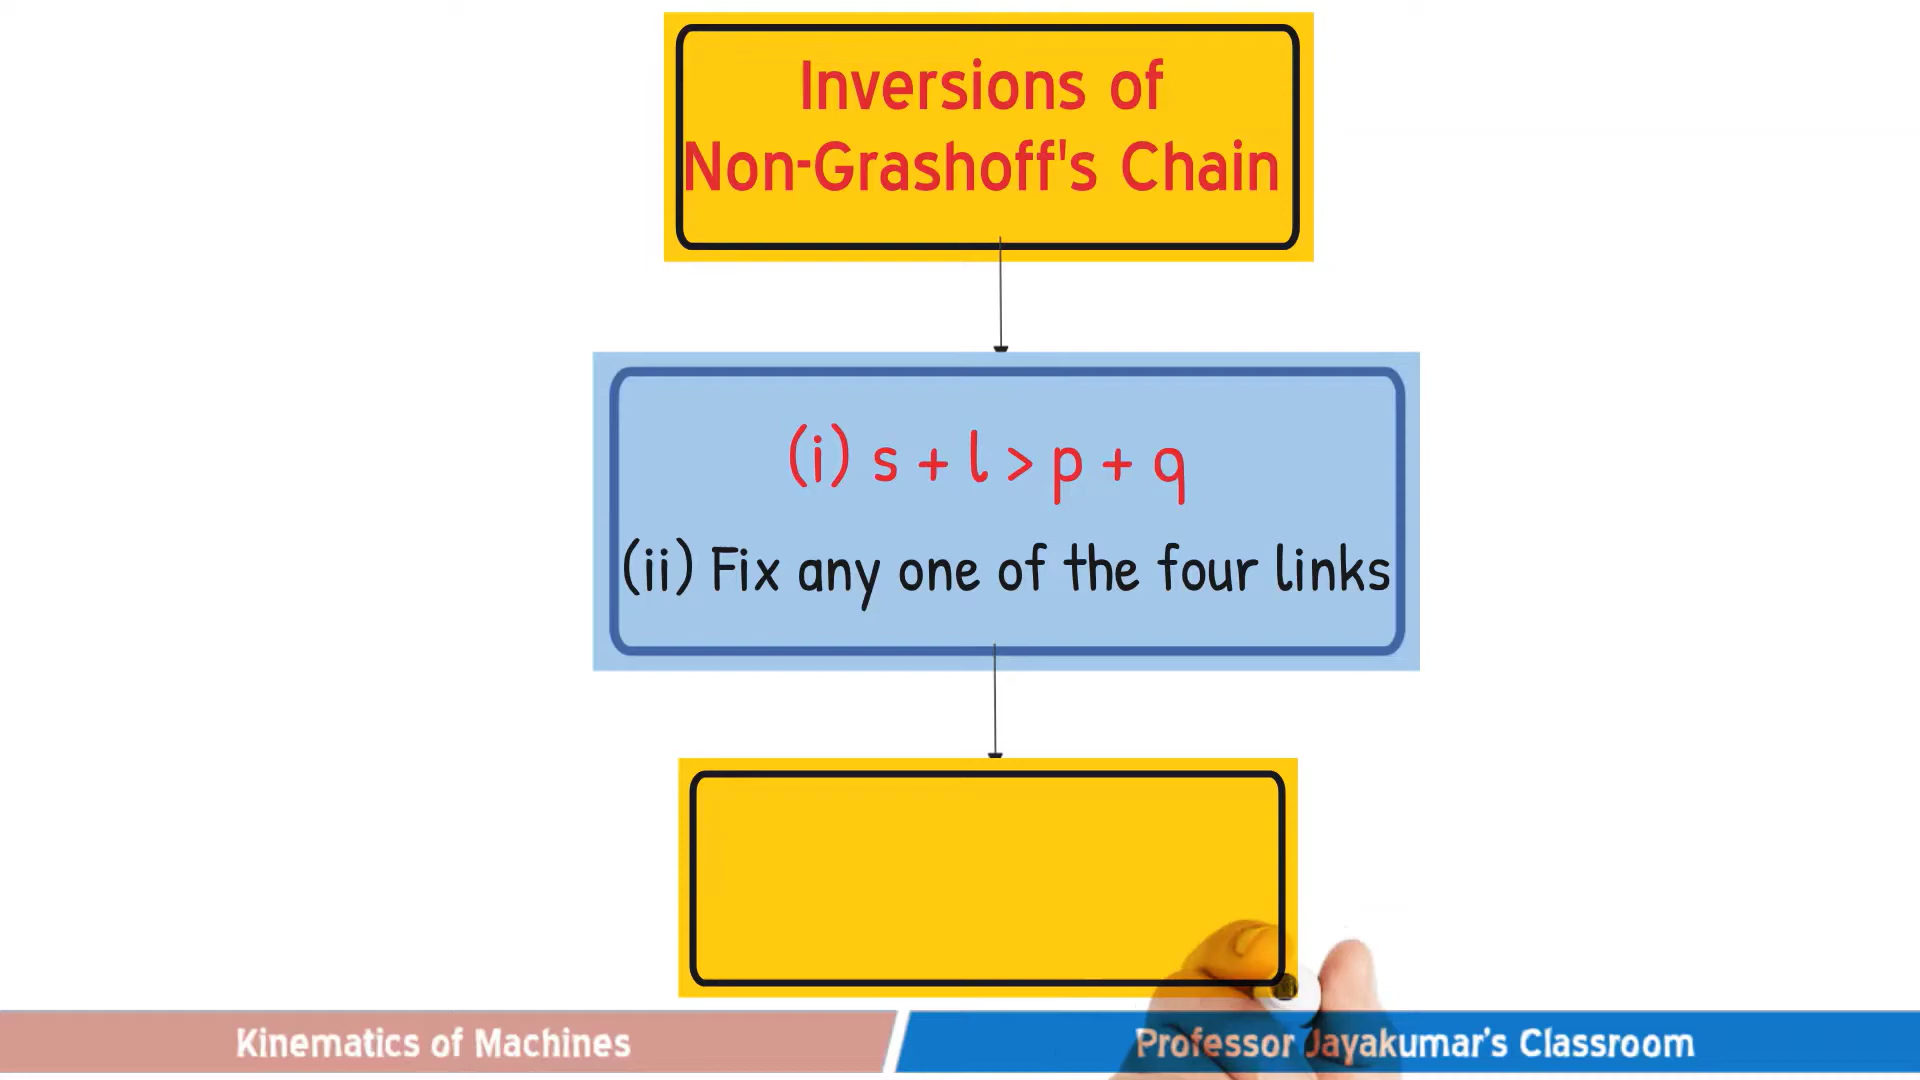 Inversions of
Non-Grashoff's Chain
(i) s + l > p + q
(ii) Fix any one of the four links
Kinematics of Machines
Professor Jayakumar's Classroom